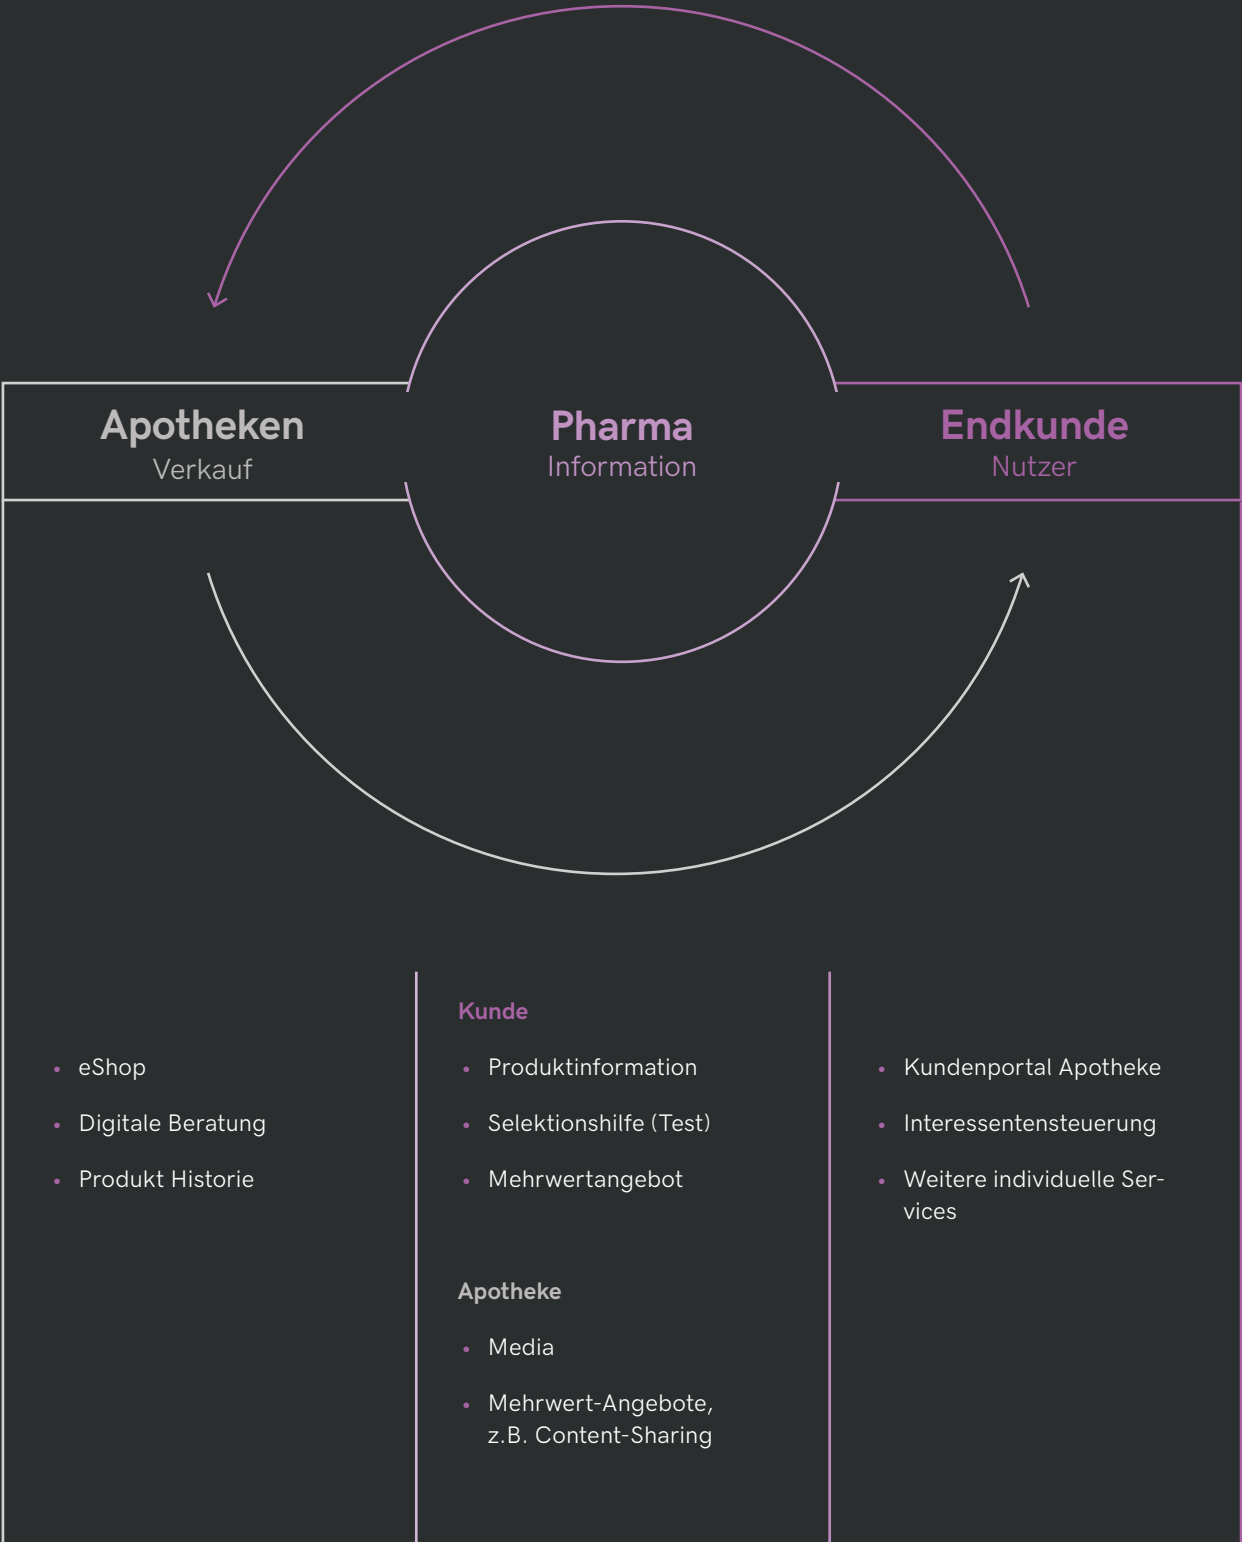 Apotheken
Verkauf
Pharma
Information
Endkunde
Nutzer
• eShop
• Digitale Beratung
• Produkt Historie
Kunde
• Produktinformation
• Selektionshilfe (Test)
• Mehrwertangebot
Apotheke
• Media
• Mehrwert-Angebote,
z.B. Content-Sharing
• Kundenportal Apotheke
• Interessentensteuerung
• Weitere individuelle Ser-
vices